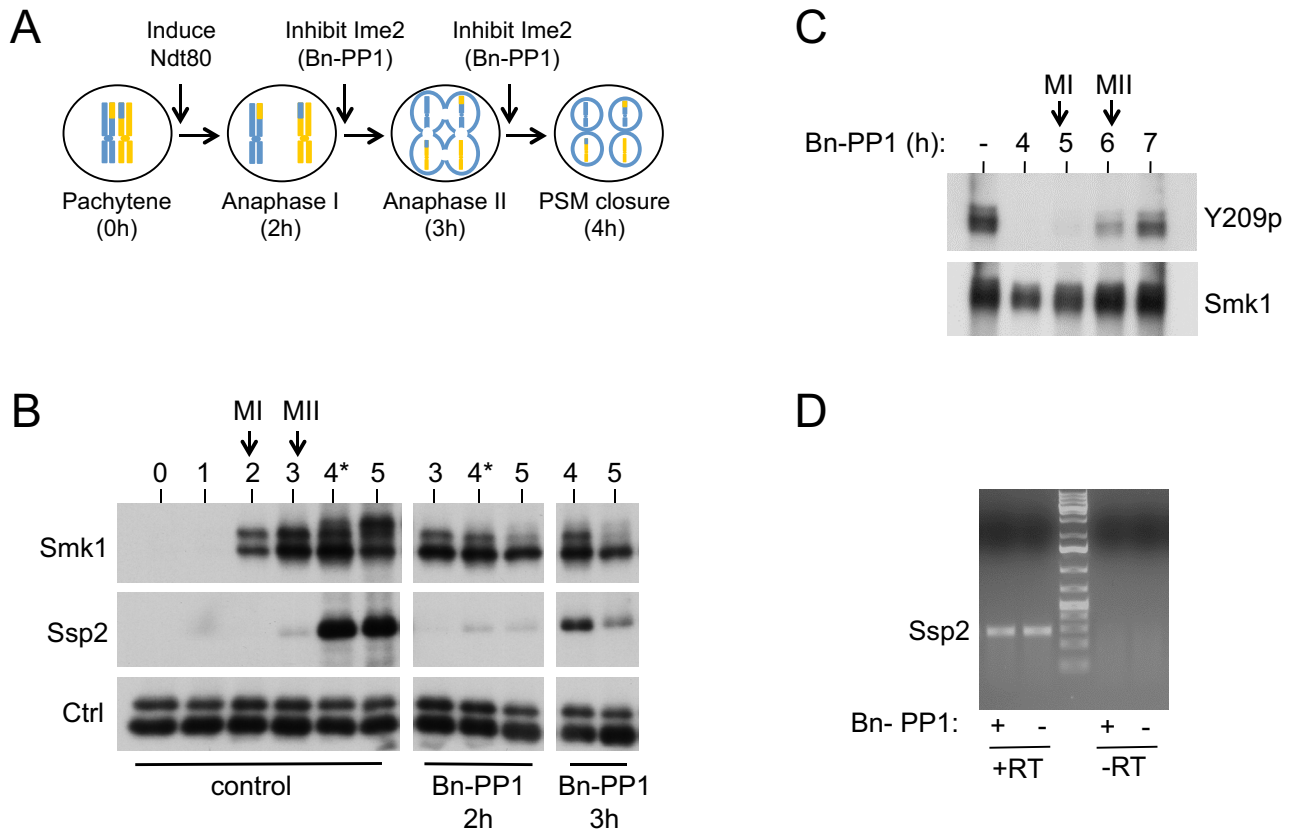 A
Induce
Ndt80
Inhibit Ime2
(Bn-PP1)
Inhibit Ime2
(Bn-PP1)
Pachytene
(0h)
Anaphase I
(2h)
Anaphase II
(3h)
PSM closure
(4h)
B
MI MII
0 1 2 3 4* 5 3 4* 5 4 5
Smk1
Ssp2
Ctrl
control
Bn-PP1
2h
Bn-PP1
3h
C
MI MII
Bn-PP1 (h): - 4 5 6 7
Y209p
Smk1
D
Ssp2
Bn- PP1: + - + -
+RT -RT